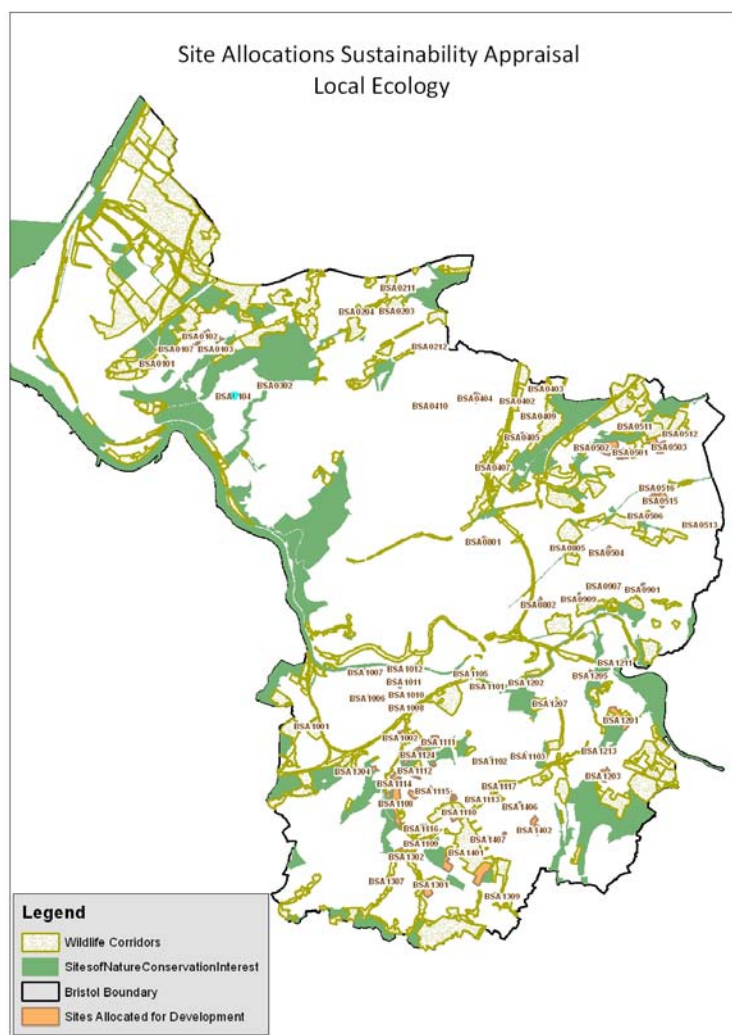 Site Allocations Sustainability Appraisal
Local Ecology
BSA0211
BSA0204
BSA0203
BSA0102
BSA0107
BSA0103
BSA0101
BSA0212
BSA0302
BSA0403
BSA0404
BSA0402
BSA0410
BSA0409
BSA0405
BSA0511
BSA0512
BSA0502
BSA0501
BSA0503
BSA0407
BSA0516
BSA0515
BSA0506
BSA0513
BSA0801
BSA0805
BSA0504
BSA0907
BSA0901
BSA0909
BSA0802
BSA1211
BSA1007
BSA1012
BSA1105
BSA1205
BSA1011
BSA1101
BSA1202
BSA1006
BSA1010
BSA1207
BSA1008
BSA1001
BSA1201
BSA1002
BSA1111
BSA1124
BSA1213
BSA1102
BSA1103
BSA1304
BSA1112
BSA1203
BSA1114
BSA1115
BSA1117
BSA1113
BSA1108
BSA1406
BSA1110
BSA1116
BSA1402
BSA1109
BSA1407
BSA1302
BSA1401
BSA1307
BSA1301
BSA1309
Legend
Wildlife Corridors
SitesofNatureConservationInterest
Bristol Boundary
Sites Allocated for Development